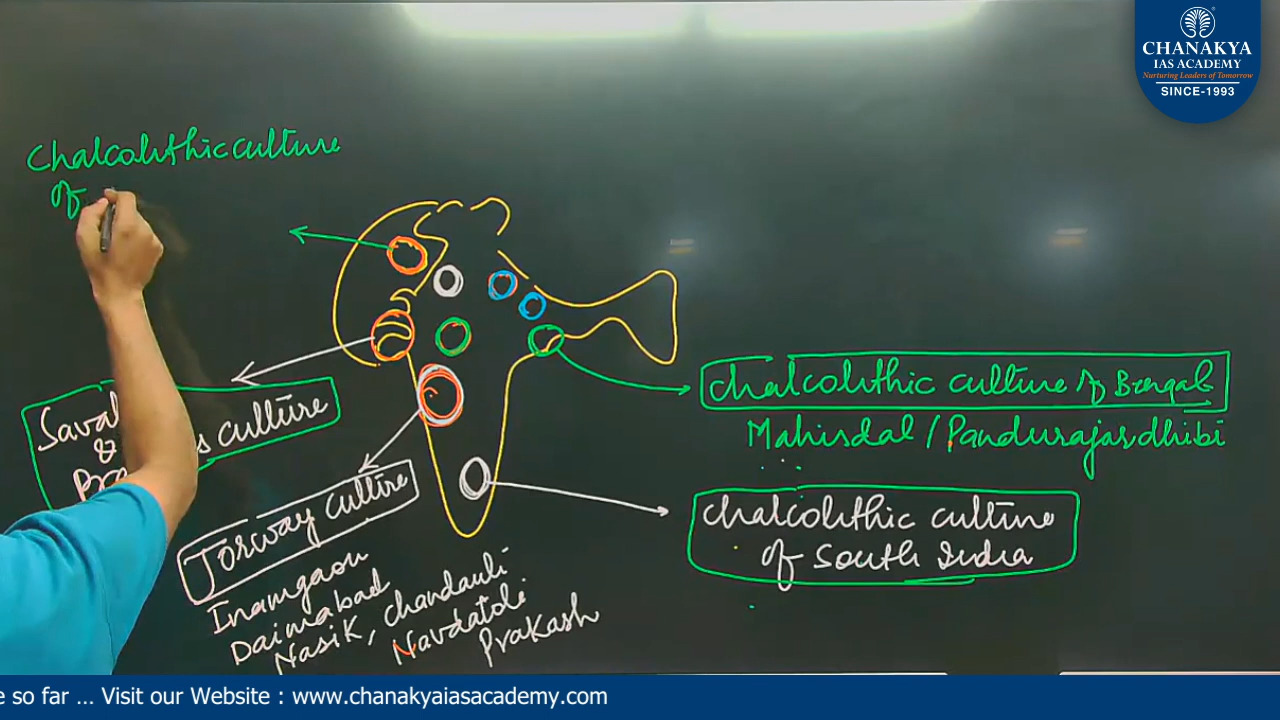 CHANAKYA
IAS ACADEMY
Nurturing Leaders of Tomorrow
SINCE-1993
Chalcolithic culture
of
Chalcolithic culture of Bengal
Mahisdal / Pandurajardhibi
culture
&
Jorway culture
Inamgaon
Daimabad
Nasik, Chandauli
Navdatoli
Prakash
Chalcolithic culture
of South India
e so far ... Visit our Website : www.chanakyaiasacademy.com